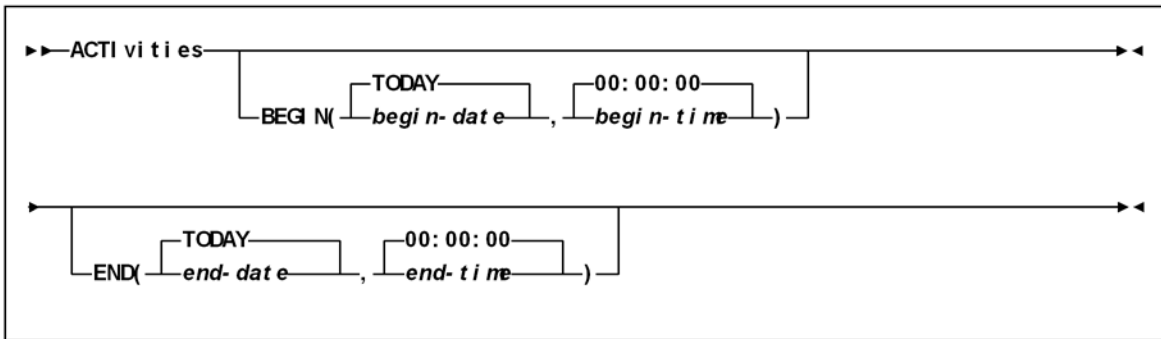 ACTIvities
TODAY 00:00:00
BEGIN( begin-date , begin-time )
TODAY 00:00:00
END( end-date , end-time )